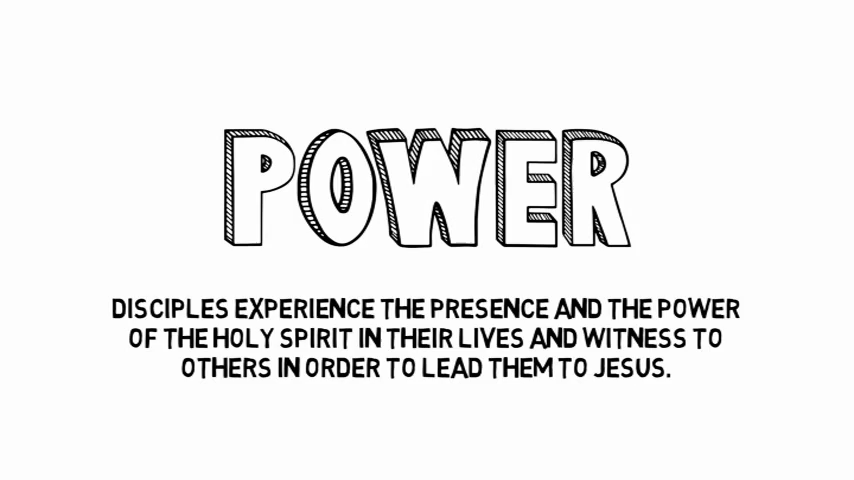 POWER
DISCIPLES EXPERIENCE THE PRESENCE AND THE POWER
OF THE HOLY SPIRIT IN THEIR LIVES AND WITNESS TO
OTHERS IN ORDER TO LEAD THEM TO JESUS.